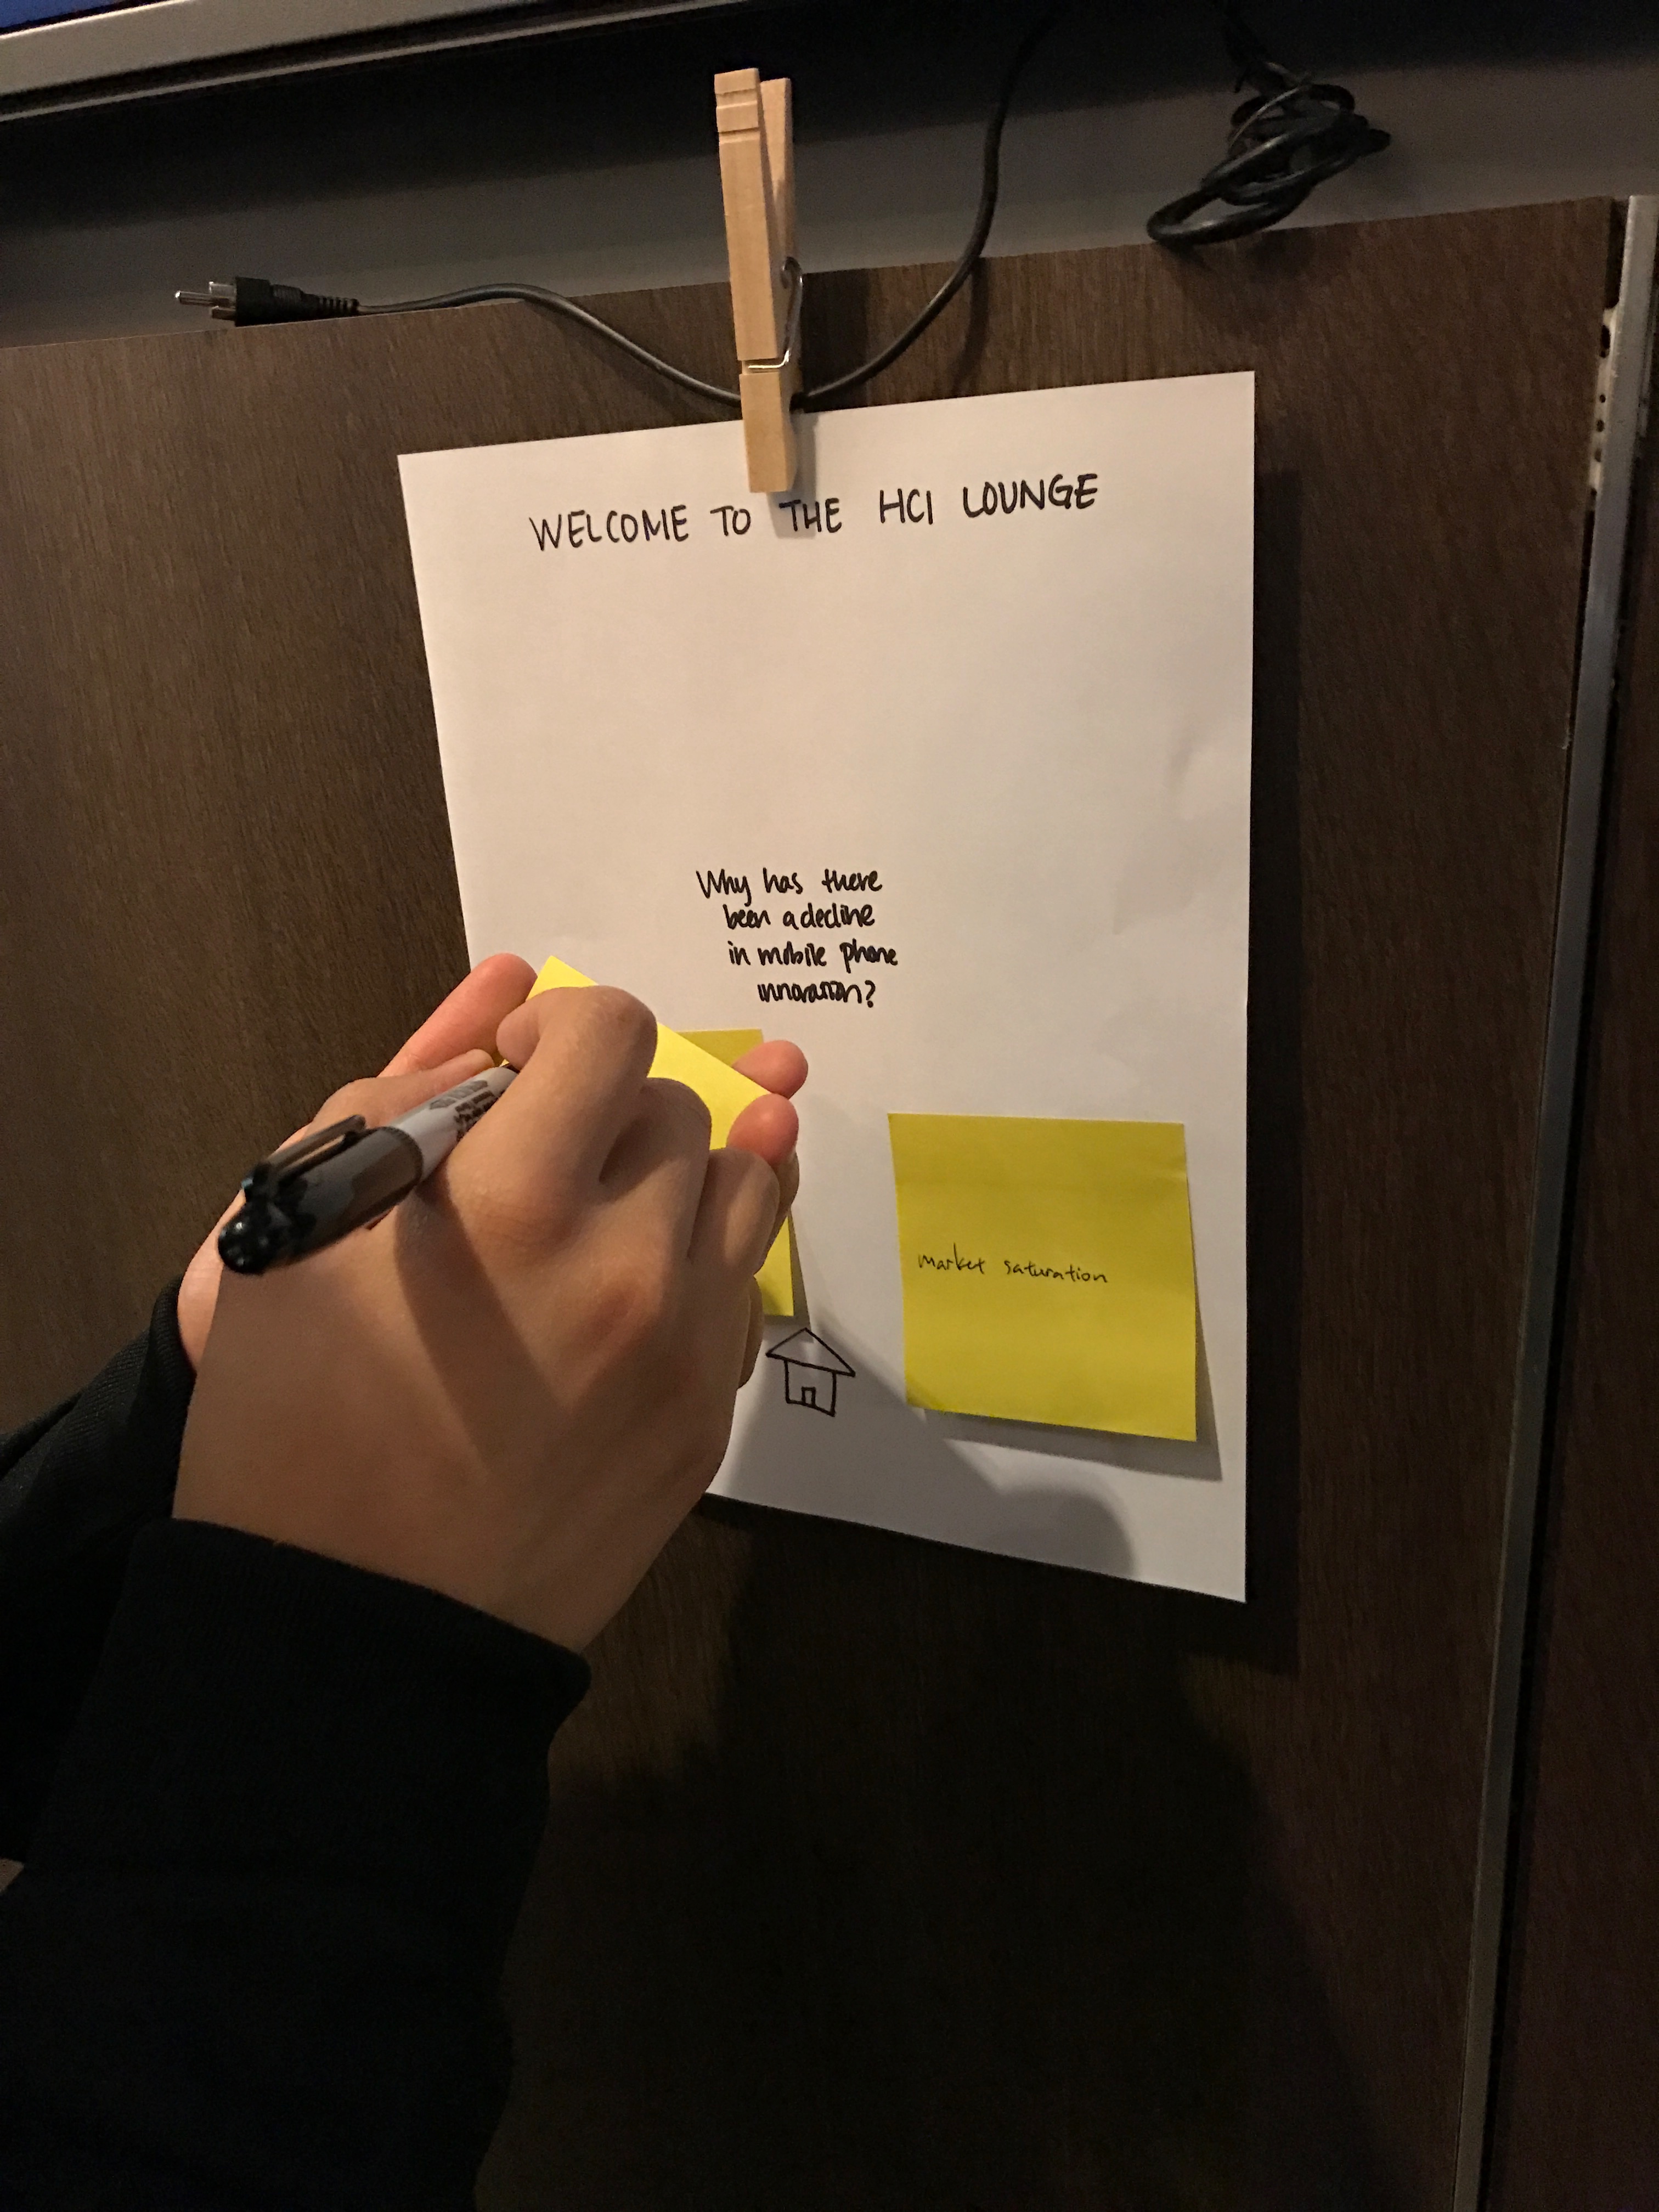 WELCOME TO THE HCI LOUNGE
Why has there
been a decline
in mobile phone
innovation?
market saturation